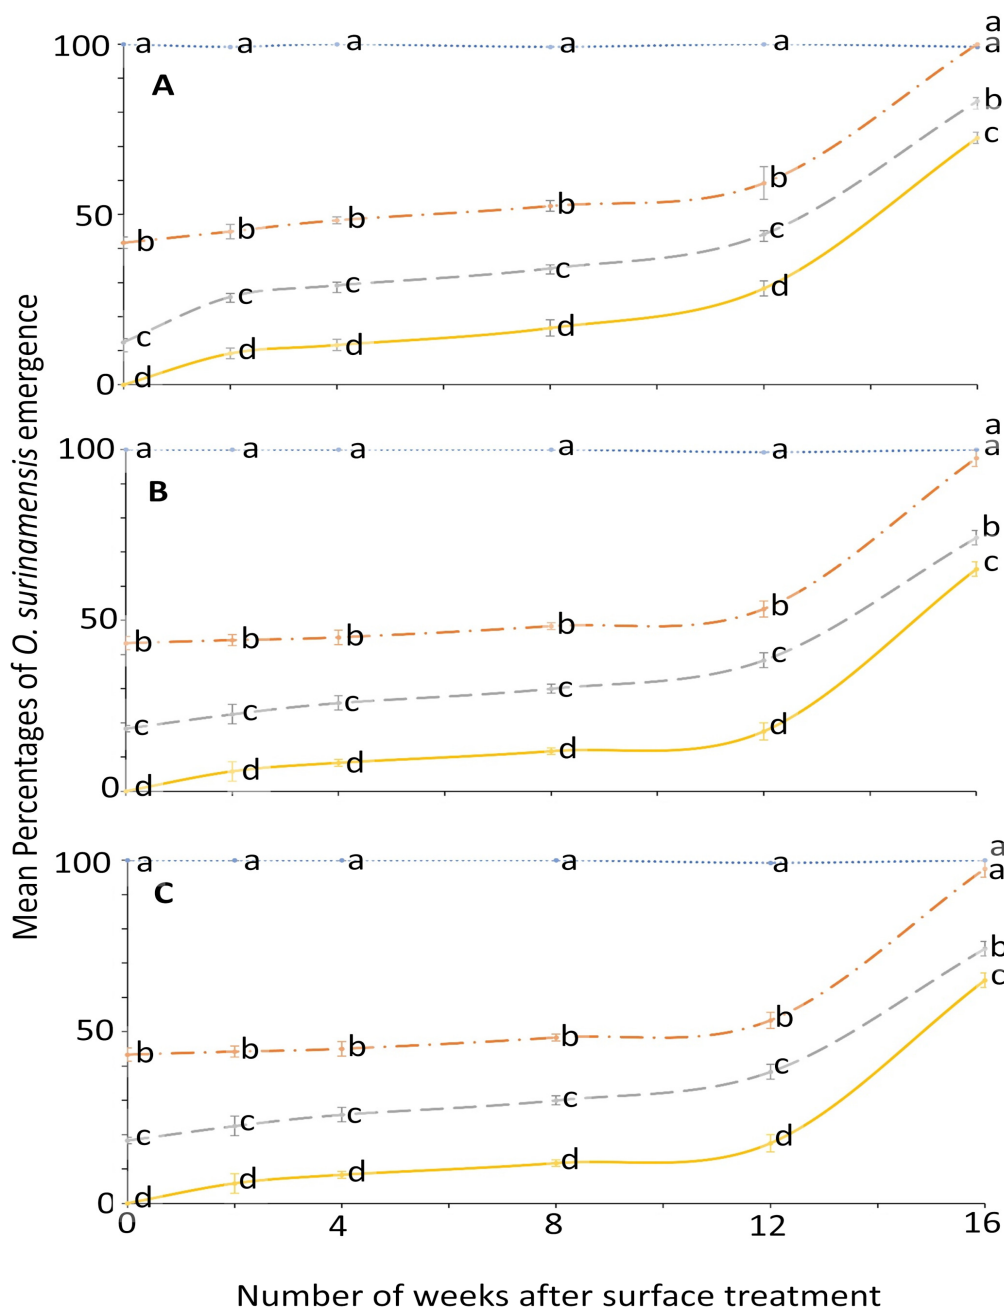 Mean Percentages of O. surinamensis emergence
a
100 a a a a a a
A
b
c
b
50 b b b b
b c
d
c c c
c
d d d
0 d
a
100 a a a a a a
B
b
c
50 b b b b b
c
c c c c
d
d d d
0 d
a
100 a a a a a
a
C
b
c
50 b b b b b
c
c c c c
d
d d d
0 d
0 4 8 12 16
Number of weeks after surface treatment